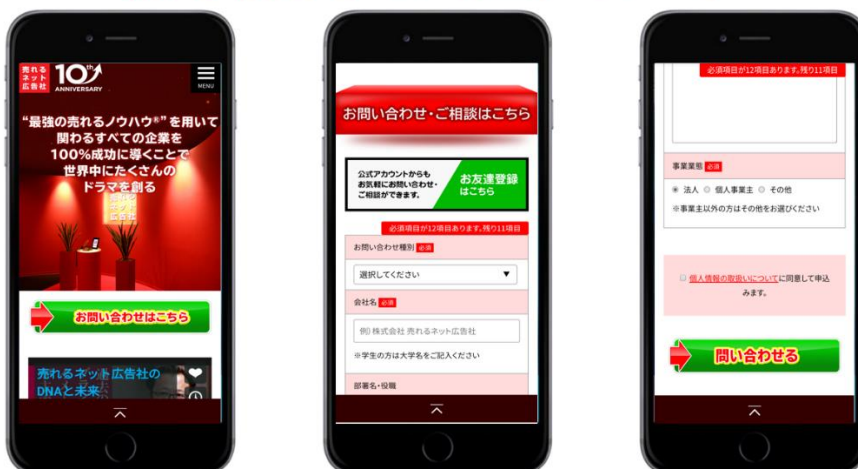 売れる
ネット
広告社
10th
ANNIVERSARY
MENU
“最強の売れるノウハウ®”を用いて
関わるすべての企業を
100%成功に導くことで
世界中にたくさんの
ドラマを創る
売れる
ネット
広告社
お問い合わせはこちら
売れるネット広告社の
DNAと未来
お問い合わせ・ご相談はこちら
公式アカウントからも
お気軽にお問い合わせ・
ご相談ができます。
お友達登録
はこちら
必須項目が12項目あります。残り11項目
お問い合わせ種別 必須
選択してください ▼
会社名 必須
例) 株式会社 売れるネット広告社
※学生の方は大学名をご記入ください
部署名・役職
必須項目が12項目あります。残り11項目
事業業態 必須
法人 個人事業主 その他
※事業主以外の方はその他をお選びください
個人情報の取扱いについてに同意して申込
みます。
問い合わせる